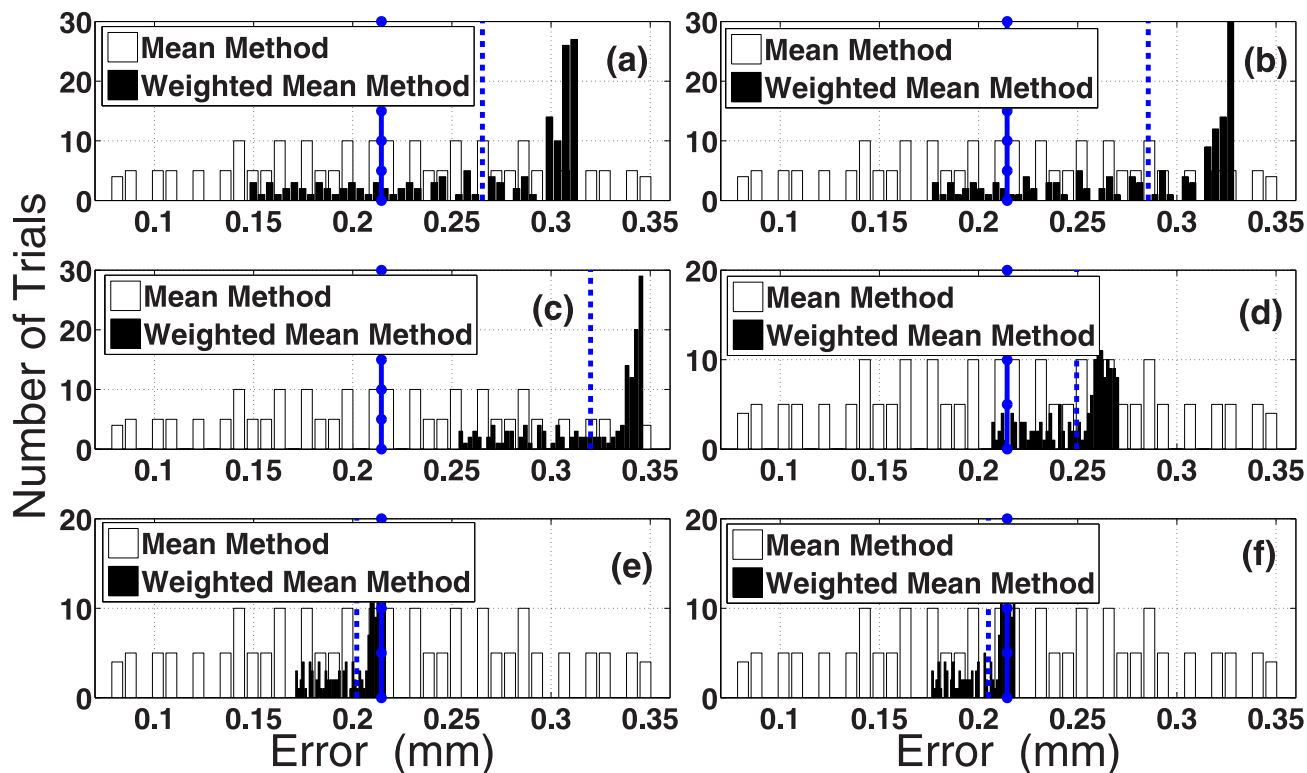 30
20
10
0
Mean Method
Weighted Mean Method
(a)
0.1 0.15 0.2 0.25 0.3 0.35
30
20
10
0
Mean Method
Weighted Mean Method
(b)
0.1 0.15 0.2 0.25 0.3 0.35
Number of Trials
30
20
10
0
Mean Method
Weighted Mean Method
(c)
0.1 0.15 0.2 0.25 0.3 0.35
20
10
0
Mean Method
Weighted Mean Method
(d)
0.1 0.15 0.2 0.25 0.3 0.35
20
10
0
Mean Method
Weighted Mean Method
(e)
0.1 0.15 0.2 0.25 0.3 0.35
Error (mm)
20
10
0
Mean Method
Weighted Mean Method
(f)
0.1 0.15 0.2 0.25 0.3 0.35
Error (mm)